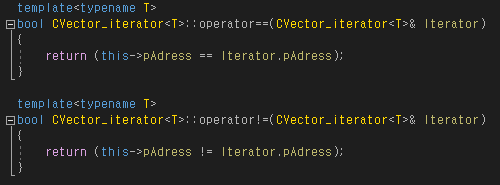 template<typename T>
bool CVector_iterator<T>::operator==(CVector_iterator<T>& Iterator)
{
    return (this->pAdress == Iterator.pAdress);
}
template<typename T>
bool CVector_iterator<T>::operator!=(CVector_iterator<T>& Iterator)
{
    return (this->pAdress != Iterator.pAdress);
}